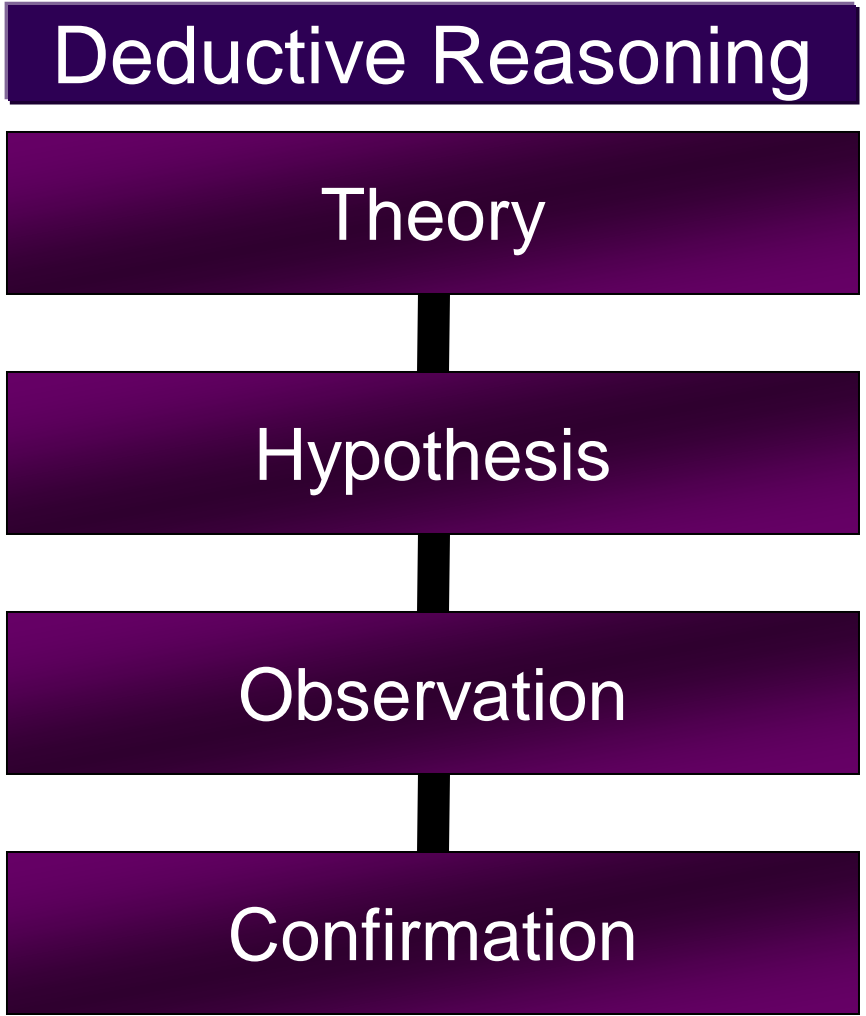 Deductive Reasoning
Theory
Hypothesis
Observation
Confirmation